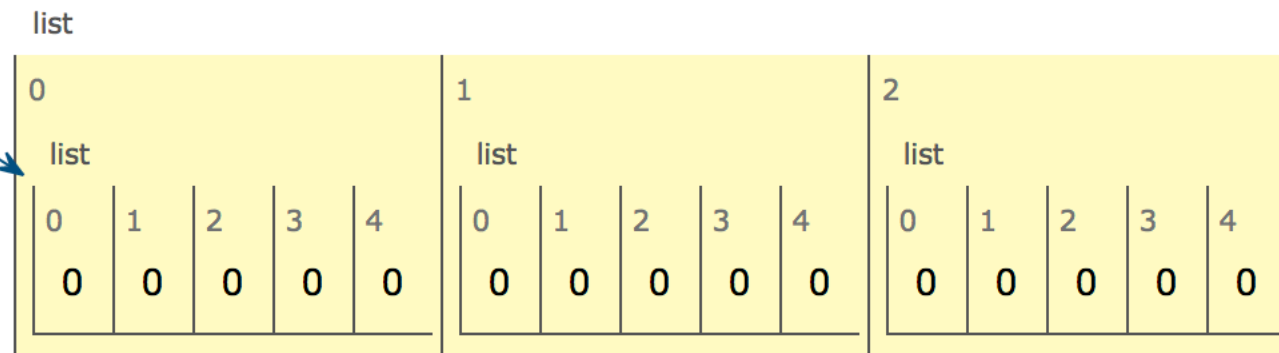 list
0 1 2
list list list
0 1 2 3 4 0 1 2 3 4 0 1 2 3 4
0 0 0 0 0 0 0 0 0 0 0 0 0 0 0